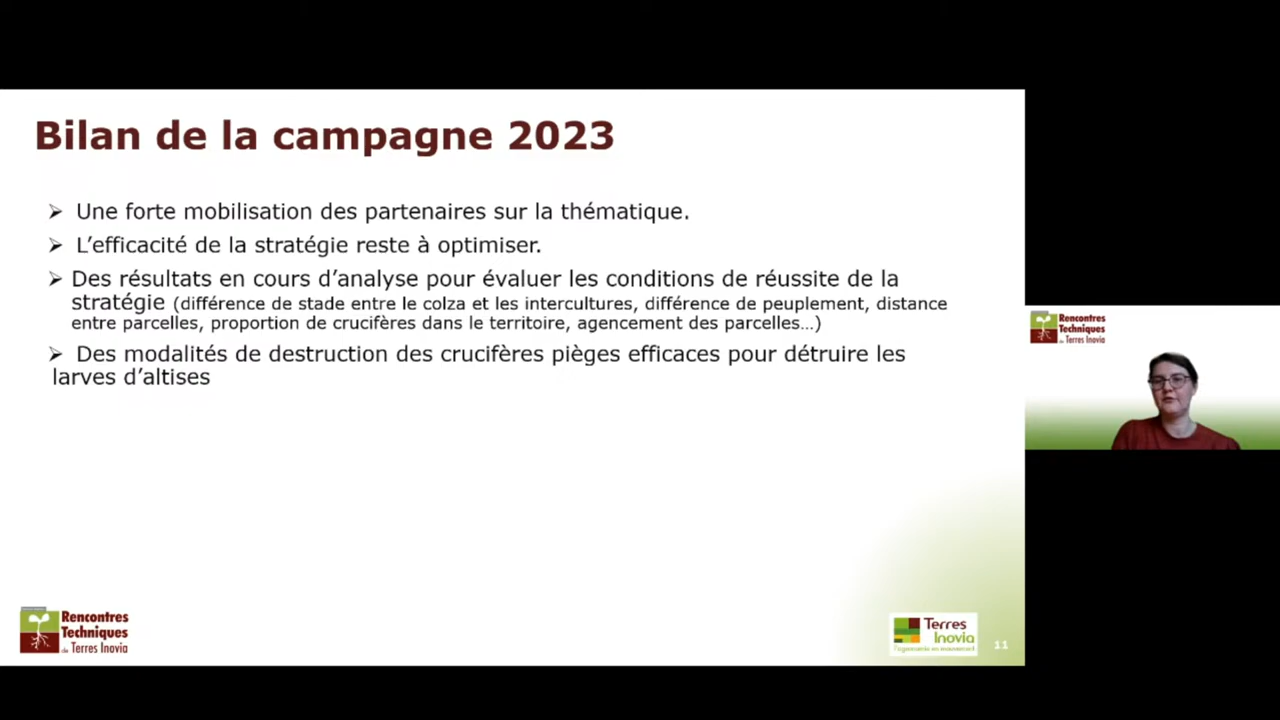 Bilan de la campagne 2023
➢ Une forte mobilisation des partenaires sur la thématique.
➢ L'efficacité de la stratégie reste à optimiser.
➢ Des résultats en cours d'analyse pour évaluer les conditions de réussite de la
stratégie (différence de stade entre le colza et les intercultures, différence de peuplement, distance
entre parcelles, proportion de crucifères dans le territoire, agencement des parcelles...)
➢ Des modalités de destruction des crucifères pièges efficaces pour détruire les
larves d'altises
Rencontres
Techniques
de Terres Inovia
Rencontres
Techniques
de Terres Inovia
Terres
Inovia
l'agronomie en mouvement
11